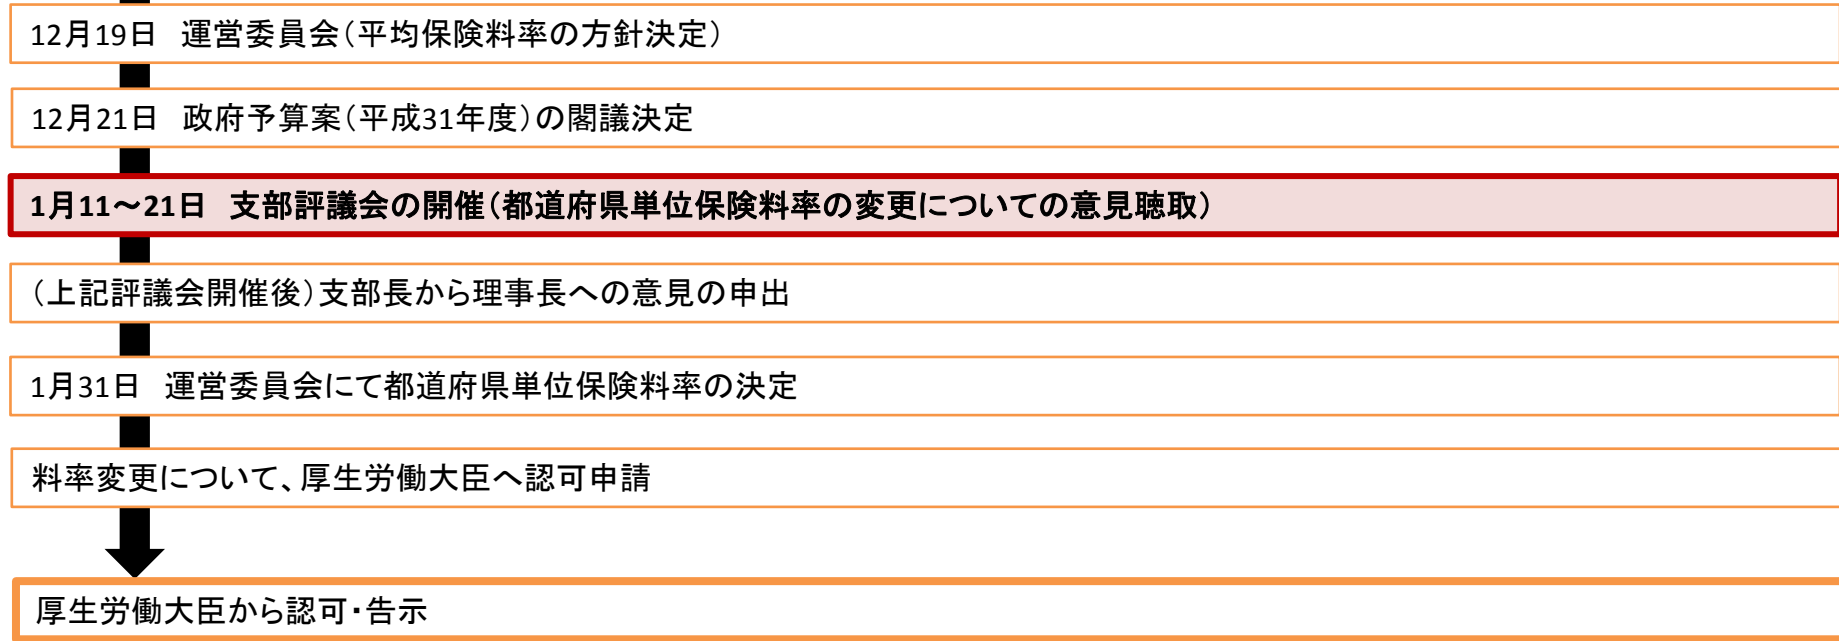 12月19日　運営委員会（平均保険料率の方針決定）
12月21日　政府予算案（平成31年度）の閣議決定
1月11～21日　支部評議会の開催（都道府県単位保険料率の変更についての意見聴取）
（上記評議会開催後）支部長から理事長への意見の申出
1月31日　運営委員会にて都道府県単位保険料率の決定
料率変更について、厚生労働大臣へ認可申請
厚生労働大臣から認可・告示